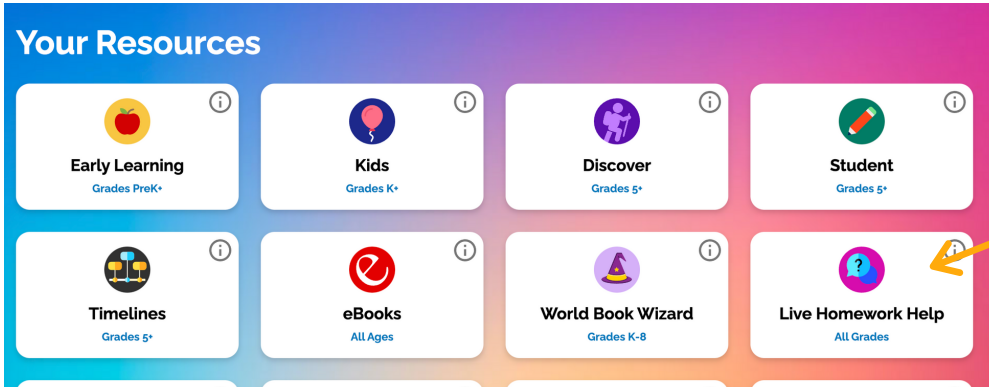 Your Resources
Early Learning
Grades PreK+
Kids
Grades K+
Discover
Grades 5+
Student
Grades 5+
Timelines
Grades 5+
eBooks
All Ages
World Book Wizard
Grades K-8
?
Live Homework Help
All Grades